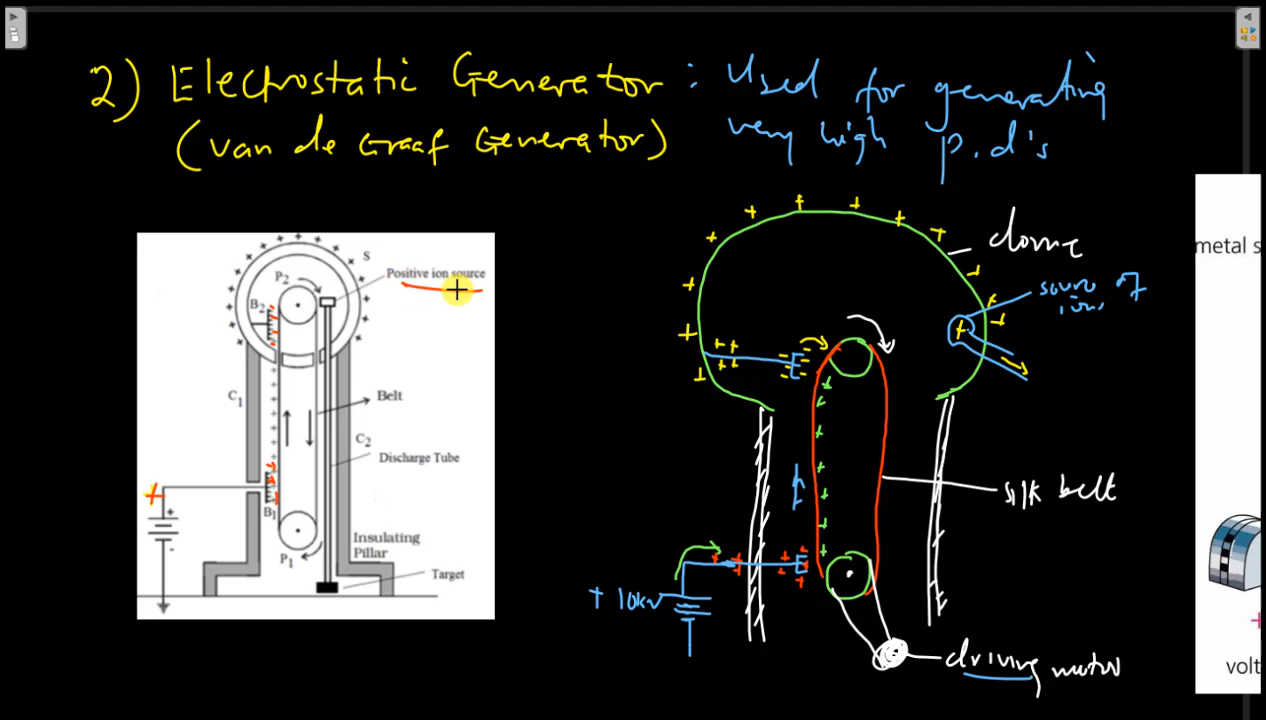 2) Electrostatic Generator : Used for generating
(van de Graaf Generator) very high p.d's
S
P2
Positive ion source
B2
C1
Belt
C2
Discharge Tube
B1
+
-
P1
Insulating
Pillar
Target
dome
source of
ions
silk belt
+ 10kv
driving motor
metal s
volt